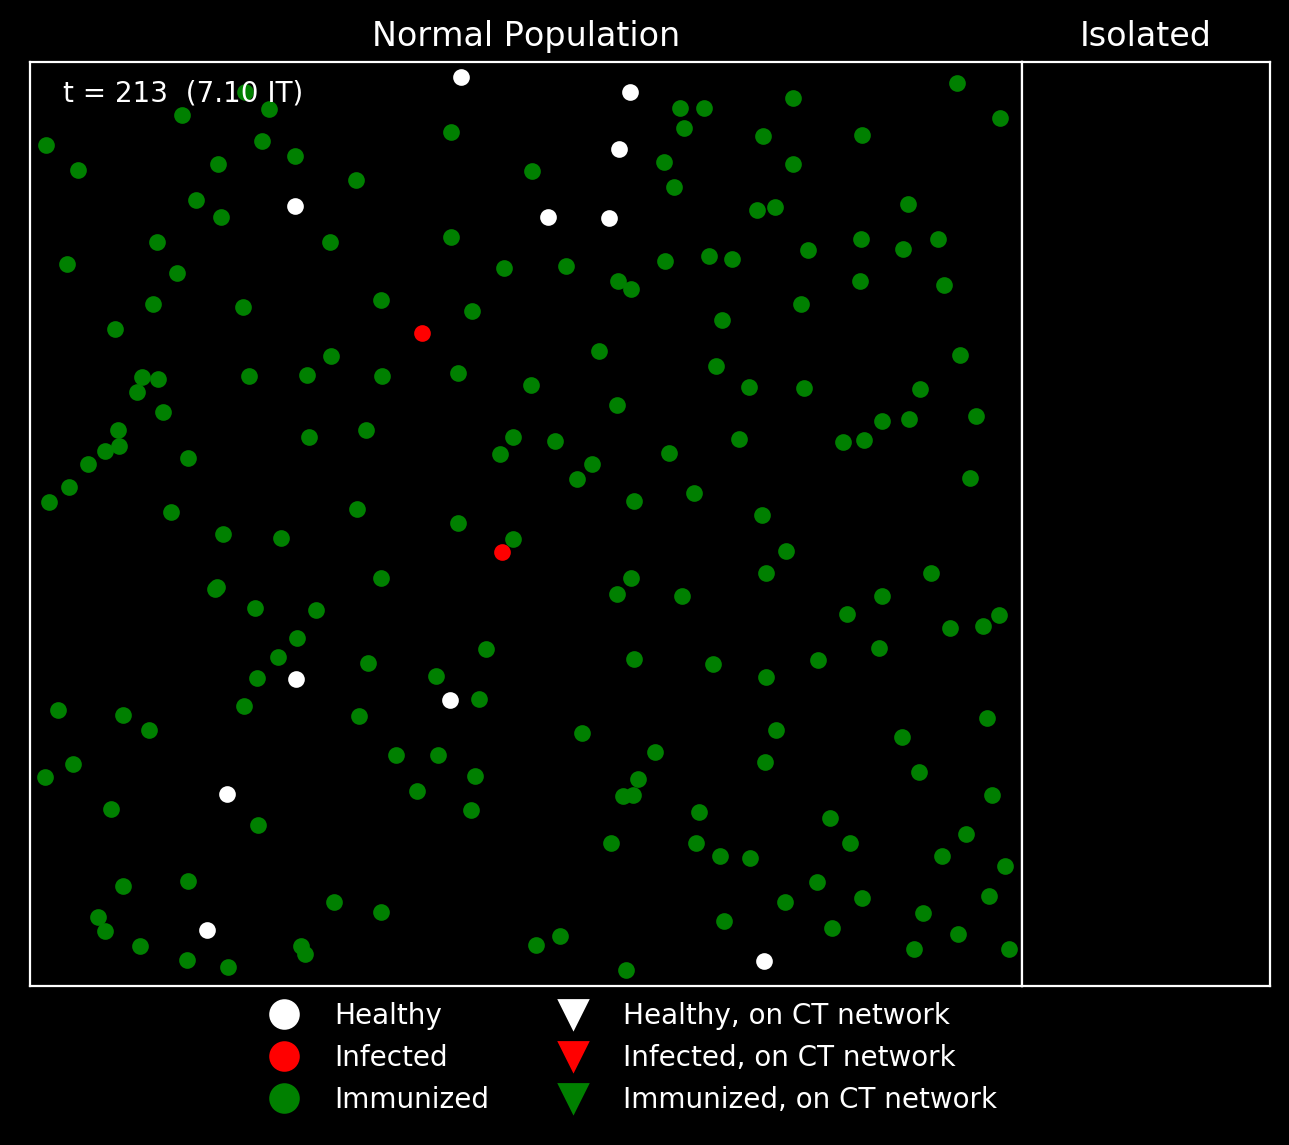 Normal Population
Isolated
t = 213  (7.10 IT)
Healthy
Infected
Immunized
Healthy, on CT network
Infected, on CT network
Immunized, on CT network